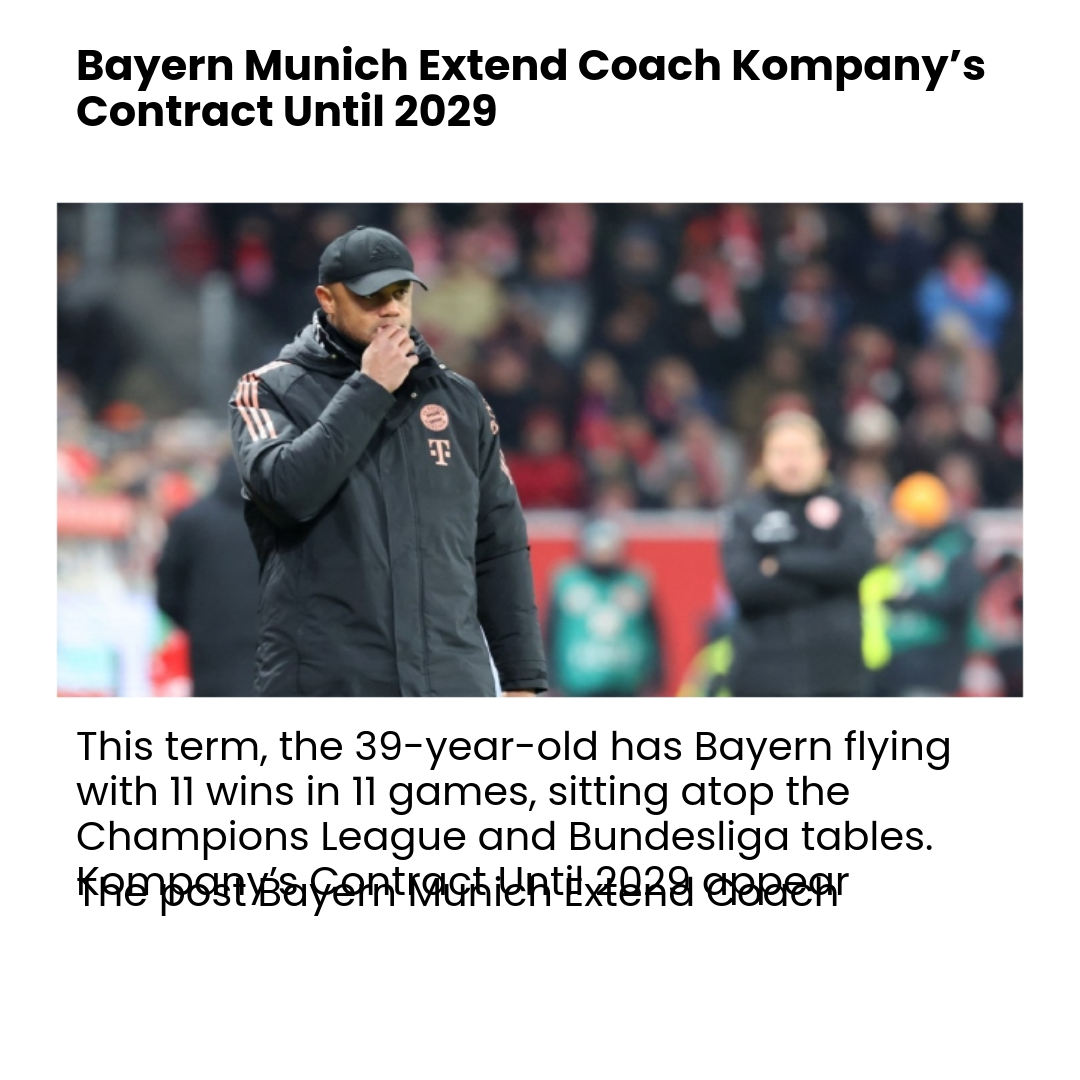 Bayern Munich Extend Coach Kompany’s
Contract Until 2029
T
This term, the 39-year-old has Bayern flying
with 11 wins in 11 games, sitting atop the
Champions League and Bundesliga tables.
The post Bayern Munich Extend Coach
Kompany’s Contract Until 2029 appear